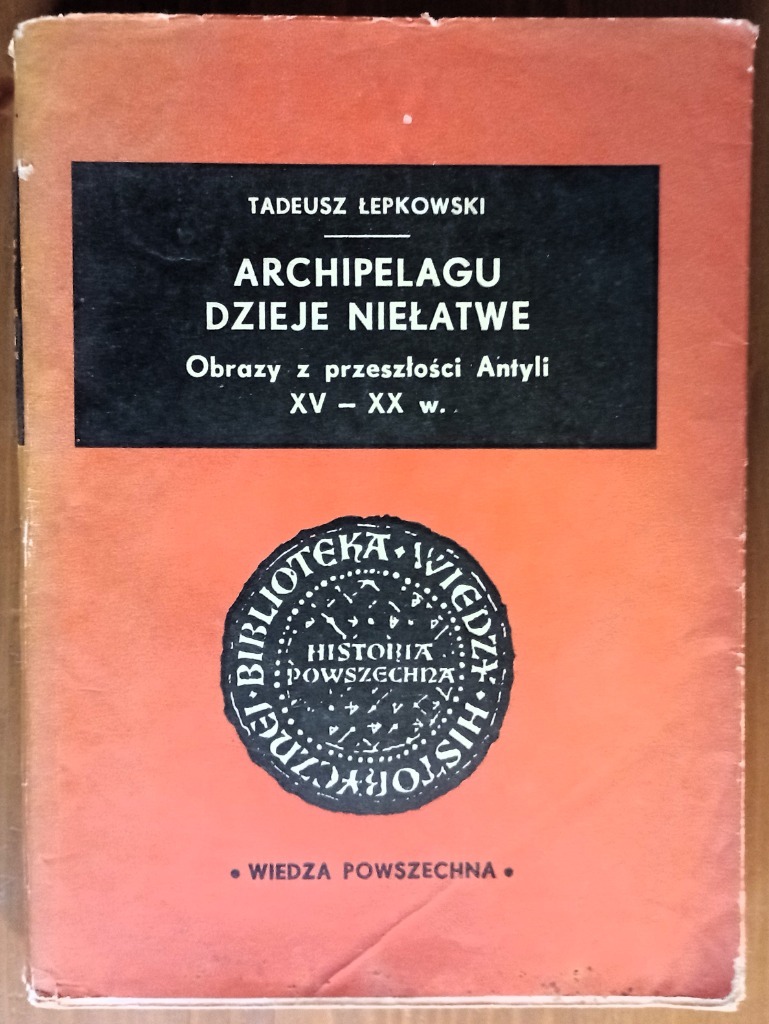 TADEUSZ ŁEPKOWSKI
ARCHIPELAGU
DZIEJE NIEŁATWE
Obrazy z przeszłości Antyli
XV – XX w.
BIBLIOTEKA • WIEDZY • HISTORYCZNEJ •
HISTORIA
POWSZECHNA
• WIEDZA POWSZECHNA •